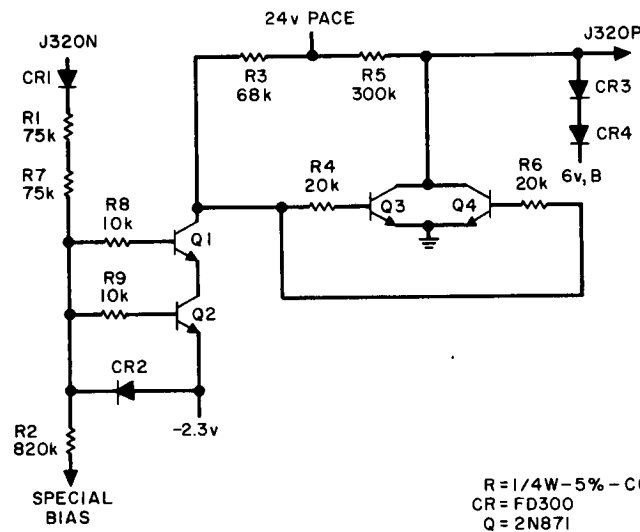 24v PACE
J320N
J320P
CR1
R3
68k
R5
300k
CR3
R1
75k
CR4
R7
75k
R4
20k
R6
20k
6v, B
R8
10k
Q3
Q4
Q1
R9
10k
Q2
CR2
-2.3v
R2
820k
SPECIAL
BIAS
R=1/4W-5%-
CR=FD300
Q=2N871